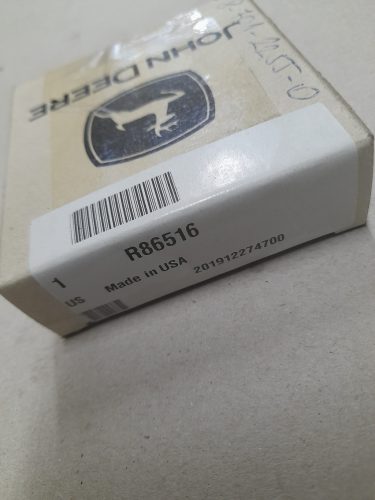 JOHN DEERE
1
R86516
US
Made in USA
201912274700